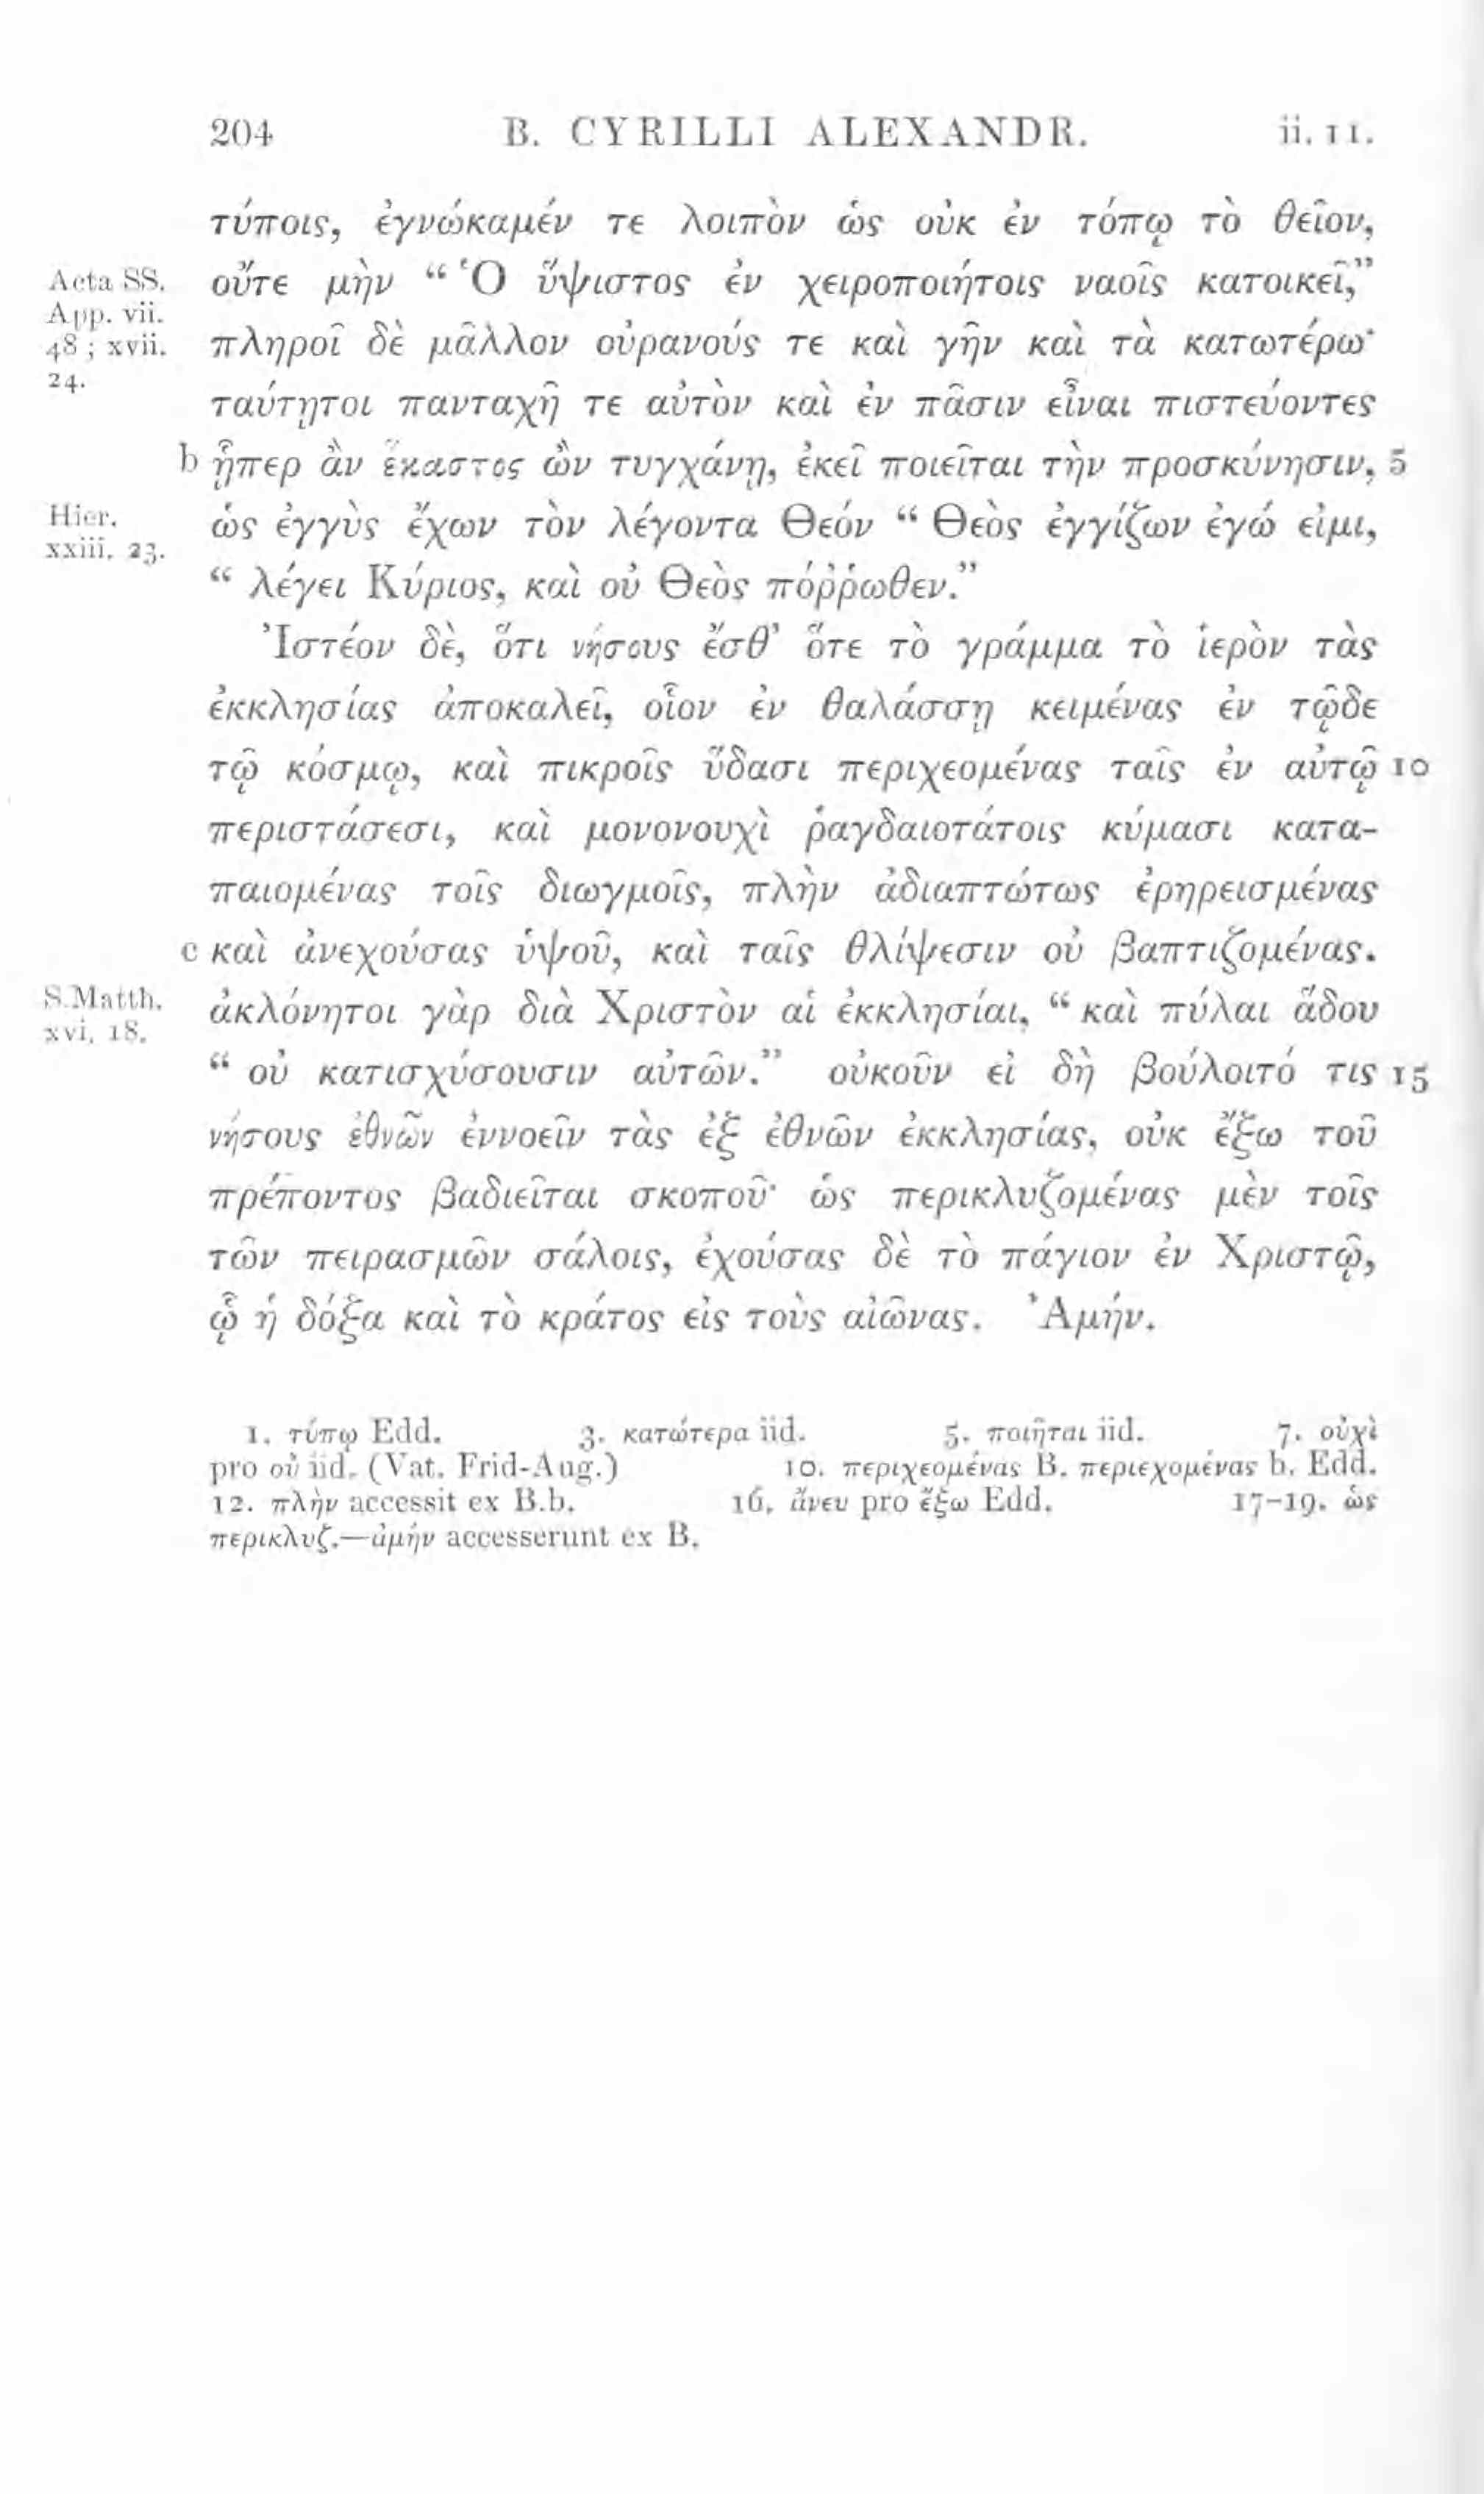 204 B. CYRILLI ALEXANDR. ii. 11.
τύποις, ἐγνώκαμέν τε λοιπὸν ὡς οὐκ ἐν τόπῳ τὸ θεῖον,
Acta SS. οὔτε μὴν “ Ὁ ὕψιστος ἐν χειροποιήτοις ναοῖς κατοικεῖ,”
App. vii.
48 ; xvii. πληροῖ δὲ μᾶλλον οὐρανούς τε καὶ γῆν καὶ τὰ κατωτέρω·
24.
ταύτῃτοι πανταχῆ τε αὐτὸν καὶ ἐν πᾶσιν εἶναι πιστεύοντες
b ᾗπερ ἂν ἕκαστος ὢν τυγχάνῃ, ἐκεῖ ποιεῖται τὴν προσκύνησιν, 5
Hier. ὡς ἐγγὺς ἔχων τὸν λέγοντα Θεόν “ Θεὸς ἐγγίζων ἐγώ εἰμι,
xxiii. 23.
“ λέγει Κύριος, καὶ οὐ Θεὸς πόῤῥωθεν.”
Ἰστέον δὲ, ὅτι νήσους ἔσθ’ ὅτε τὸ γράμμα τὸ ἱερὸν τὰς
ἐκκλησίας ἀποκαλεῖ, οἷον ἐν θαλάσσῃ κειμένας ἐν τῷδε
τῷ κόσμῳ, καὶ πικροῖς ὕδασι περιχεομένας ταῖς ἐν αὐτῷ 10
περιστάσεσι, καὶ μονονουχὶ ῥαγδαιοτάτοις κύμασι κατα-
παιομένας τοῖς διωγμοῖς, πλὴν ἀδιαπτώτως ἐρηρεισμένας
c καὶ ἀνεχούσας ὑψοῦ, καὶ ταῖς θλίψεσιν οὐ βαπτιζομένας.
S.Matth. ἀκλόνητοι γὰρ διὰ Χριστὸν αἱ ἐκκλησίαι, “ καὶ πύλαι ἅδου
xvi. 18.
“ οὐ κατισχύσουσιν αὐτῶν.” οὐκοῦν εἰ δὴ βούλοιτό τις 15
νήσους ἐθνῶν ἐννοεῖν τὰς ἐξ ἐθνῶν ἐκκλησίας, οὐκ ἔξω τοῦ
πρέποντος βαδιεῖται σκοποῦ· ὡς περικλυζομένας μὲν τοῖς
τῶν πειρασμῶν σάλοις, ἐχούσας δὲ τὸ πάγιον ἐν Χριστῷ,
ᾧ ἡ δόξα καὶ τὸ κράτος εἰς τοὺς αἰῶνας. Ἀμήν.
1. τύπῳ Edd. 3. κατώτερα iid. 5. ποιῆται iid. 7. οὐχὶ
pro οὐ iid. (Vat. Frid-Aug.) 10. περιχεομένας B. περιεχομένας b. Edd.
12. πλὴν accessit ex B.b. 16. ἄνευ pro ἔξω Edd. 17-19. ὡς
περικλυζ.—ἀμήν accesserunt ex B.